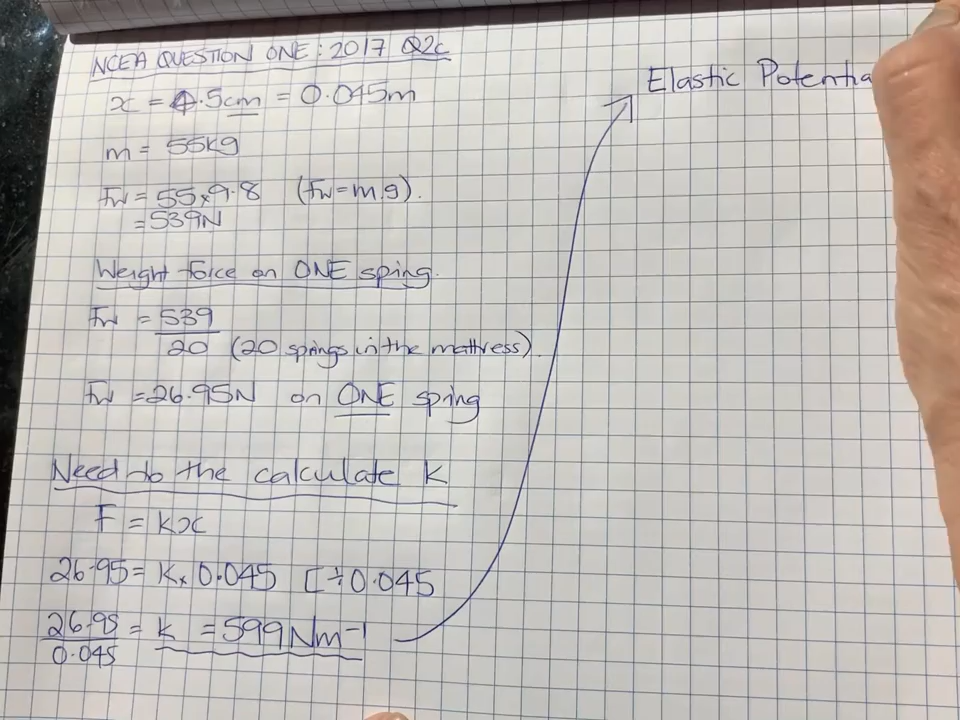 NCEA QUESTION ONE: 2017 Q2c
x = 4.5cm = 0.045m
m = 55kg
Fw = 55x9.8 (Fw=m.g).
=539N
Weight force on ONE spring.
Fw = 539
20 (20 springs in the mattress).
Fw =26.95N on ONE spring
Need to the calculate k
F = kx
26.95= k x 0.045 [÷0.045
26.95 = k = 599Nm⁻¹
0.045
Elastic Potentia